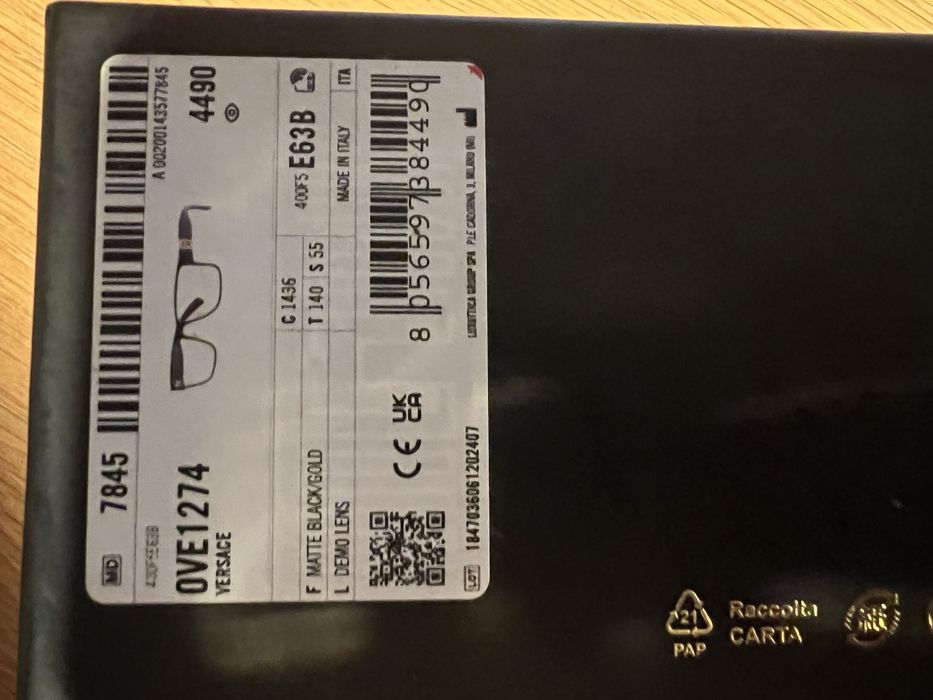 MD 7845
A 00200143577845
400F5E63B
0VE1274 4490
VERSACE
C 1436
F MATTE BLACK/GOLD T 140 S 55 400F5 E63B
L DEMO LENS MADE IN ITALY ITA
CE UK
CA
8 056597 384490
LOT 1847036061202407 LUXOTTICA GROUP SPA P.LE CADORNA, 3, MILANO (MI)
21
PAP
Raccolta
CARTA